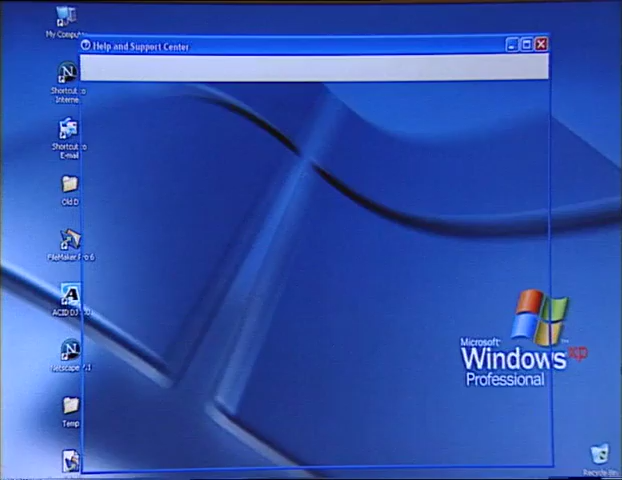 My Compu
Help and Support Center
Shortcut to
Interne
Shortcut to
E-mail
Old D
FileMaker Pro 6
ACID DJ
Netscape 7.1
Temp
Microsoft
Windows xp
Professional
Recycle Bin